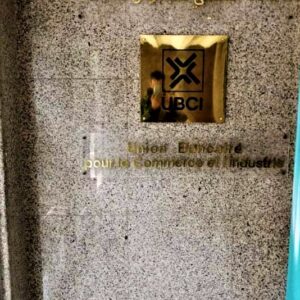 UBCI
Union Bancaire
pour le Commerce et l'Industrie